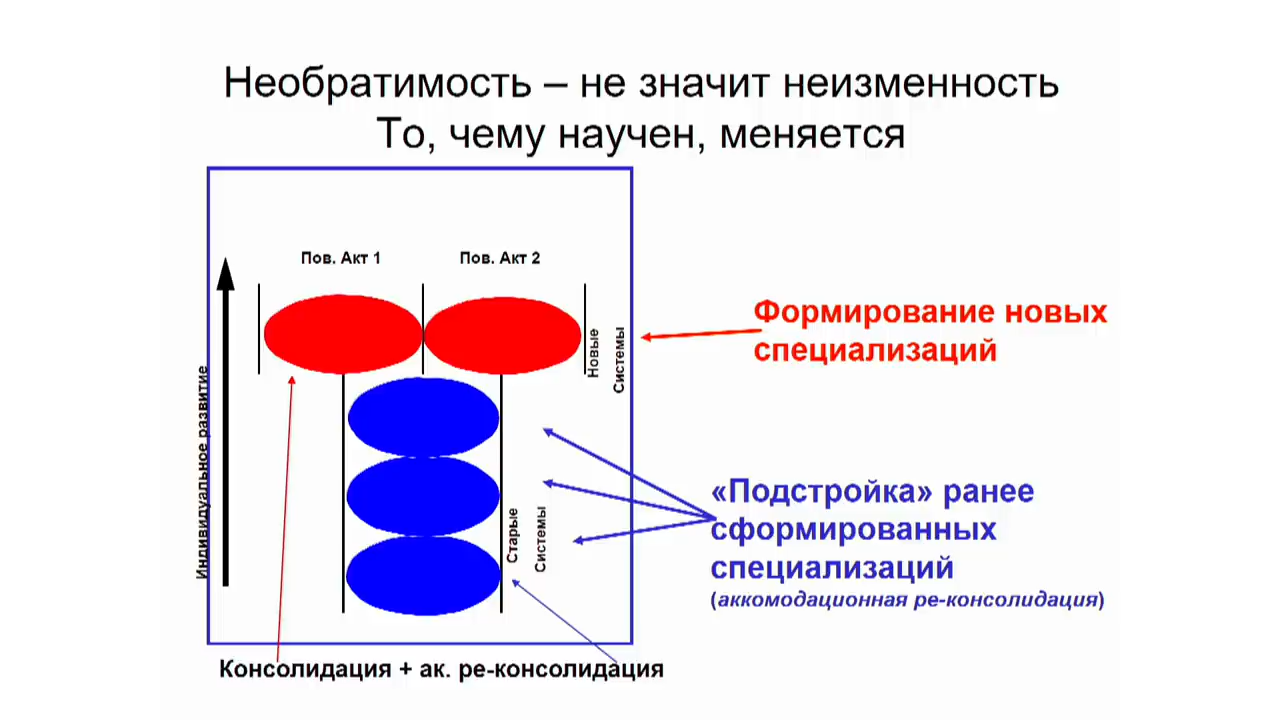 Необратимость – не значит неизменность
То, чему научен, меняется
Пов. Акт 1
Пов. Акт 2
Индивидуальное развитие
Новые
Системы
Формирование новых
специализаций
Старые
Системы
«Подстройка» ранее
сформированных
специализаций
(аккомодационная ре-консолидация)
Консолидация + ак. ре-консолидация